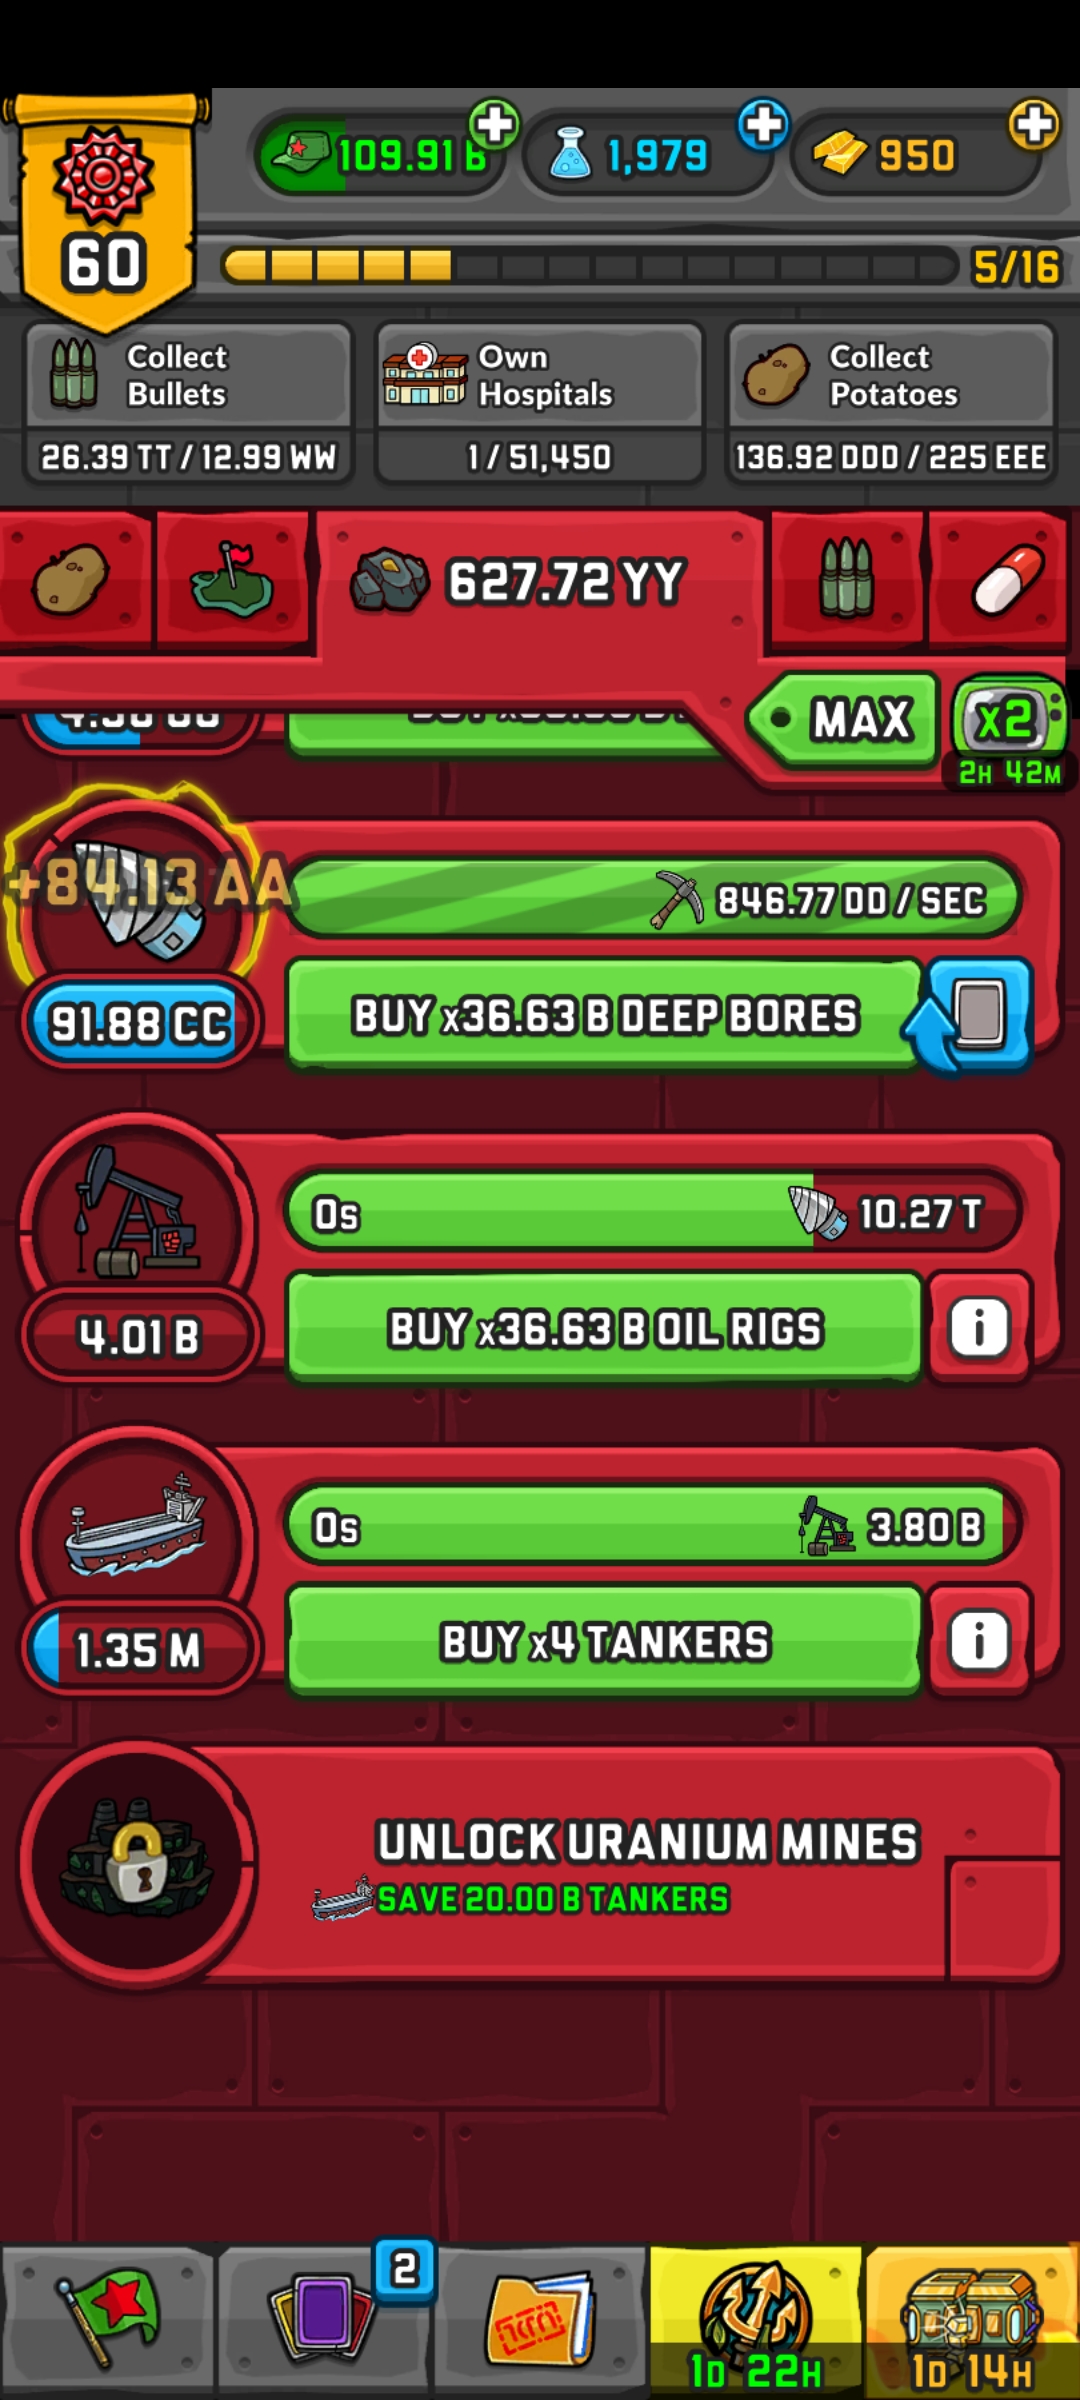 109.91 B
1,979
950
60
5/16
Collect
Bullets
Own
Hospitals
Collect
Potatoes
26.39 TT / 12.99 WW
1 / 51,450
136.92 DDD / 225 EEE
627.72 YY
MAX
x2
2H 42M
+84.13 AA
846.77 DD / SEC
91.88 CC
BUY x36.63 B DEEP BORES
0s
10.27 T
4.01 B
BUY x36.63 B OIL RIGS
i
0s
3.80 B
1.35 M
BUY x4 TANKERS
i
UNLOCK URANIUM MINES
SAVE 20.00 B TANKERS
2
1D 22H
1D 14H